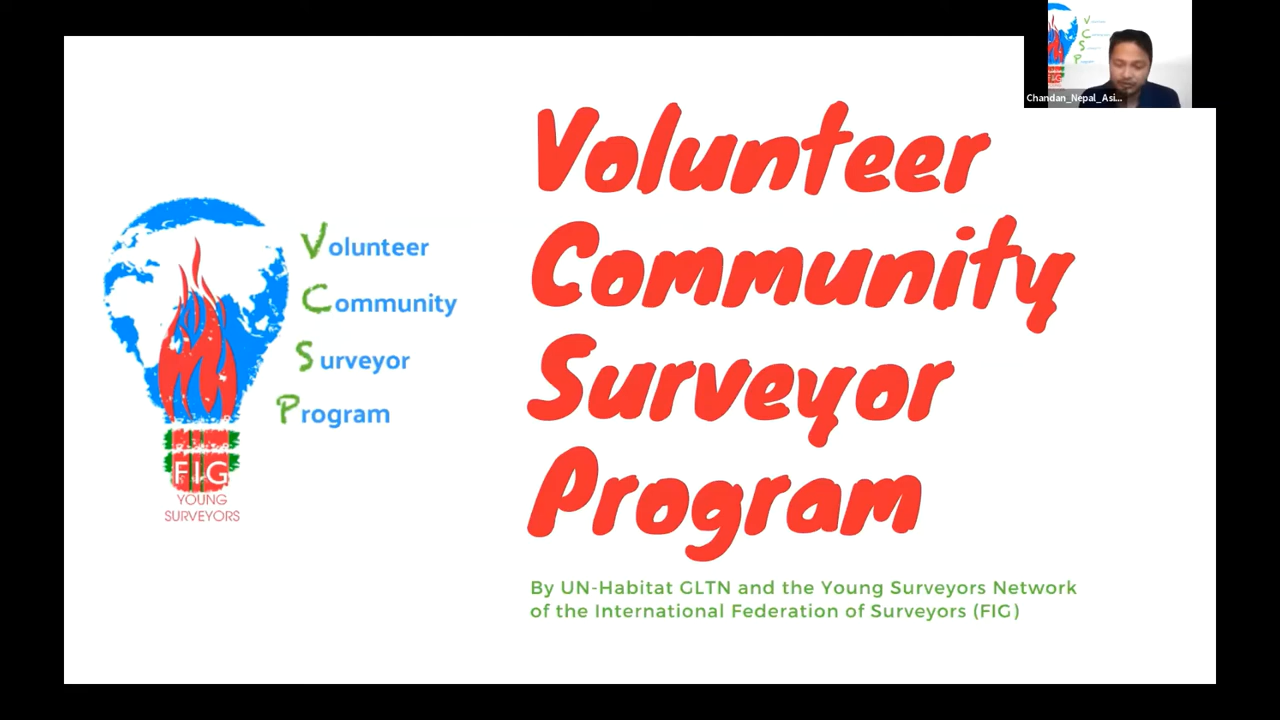 Volunteer
Community
Surveyor
Program
FIG
YOUNG
SURVEYORS
Volunteer
Community
Surveyor
Program
By UN-Habitat GLTN and the Young Surveyors Network
of the International Federation of Surveyors (FIG)
Chandan_Nepal_Asi...